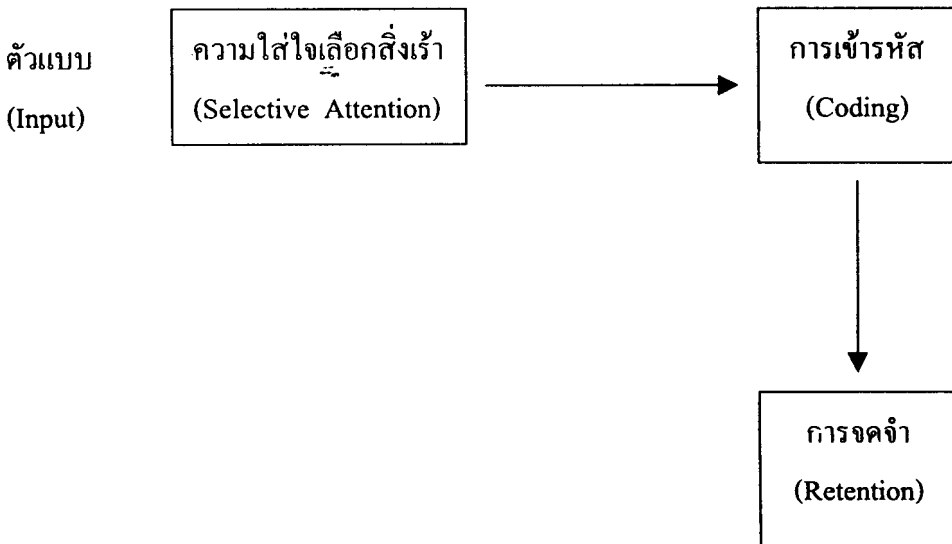 ตัวแบบ
(Input)
ความใส่ใจเลือกสิ่งเร้า
(Selective Attention)
การเข้ารหัส
(Coding)
การจดจำ
(Retention)